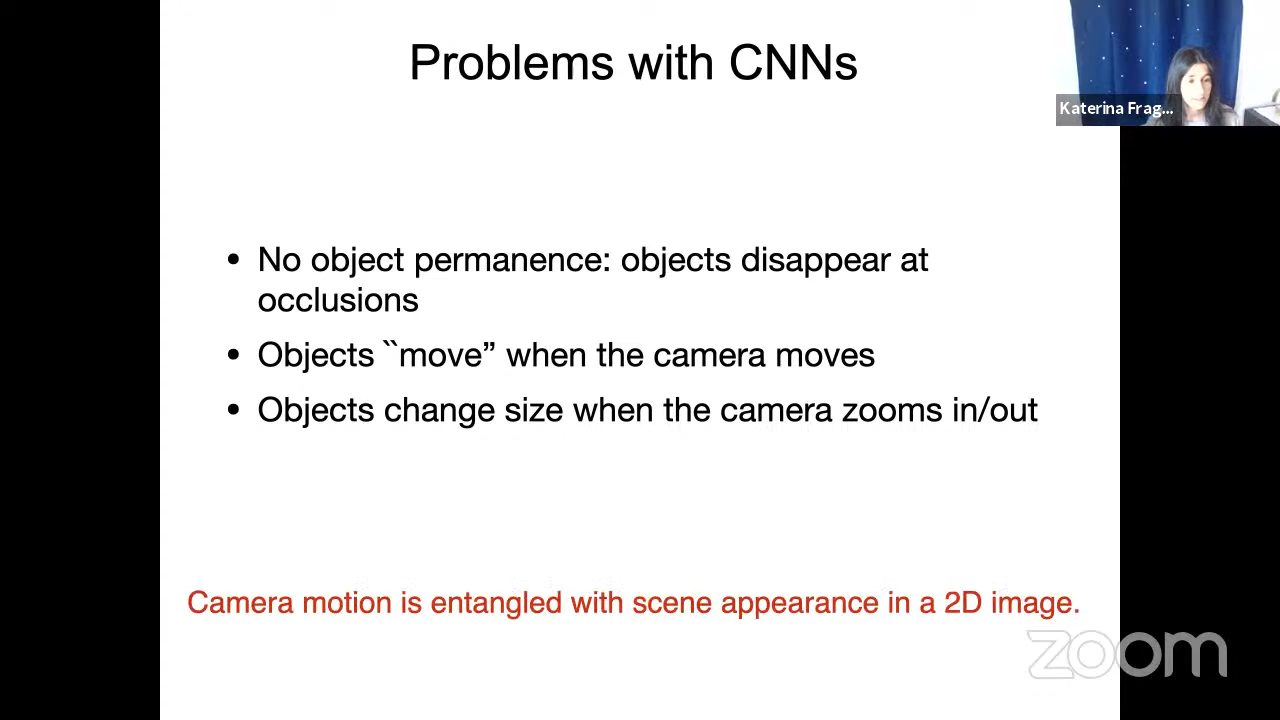 Problems with CNNs
Katerina Frag...
• No object permanence: objects disappear at
occlusions
• Objects ``move” when the camera moves
• Objects change size when the camera zooms in/out
Camera motion is entangled with scene appearance in a 2D image.
zoom